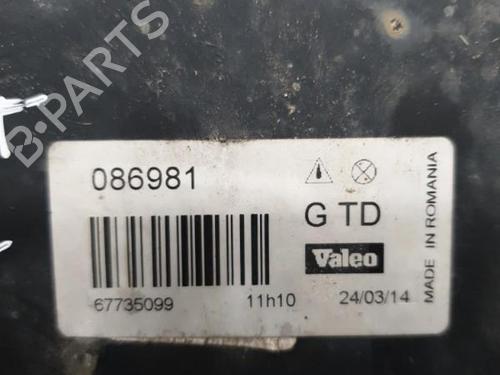 B-PARTS
086981
G TD
Valeo
67735099
11h10
24/03/14
MADE IN ROMANIA